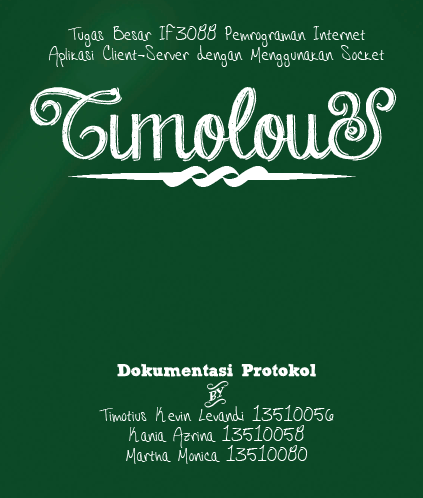 Tugas Besar IF3088 Pemrograman Internet
Aplikasi Client-Server dengan Menggunakan Socket
Timolous
Dokumentasi Protokol
BY
Timotius Kevin Levandi 13510056
Kania Azrina 13510058
Martha Monica 13510080